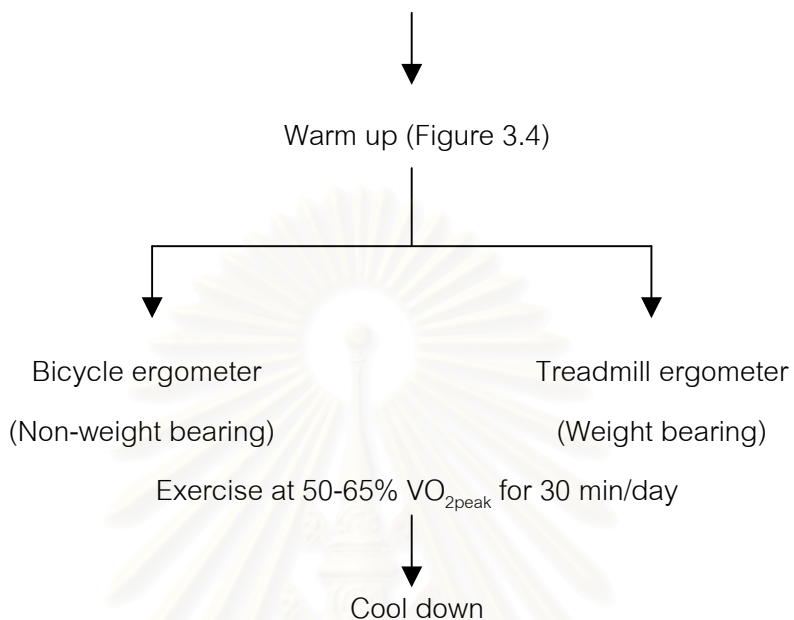 Warm up (Figure 3.4)
Bicycle ergometer
Treadmill ergometer
(Non-weight bearing)
(Weight bearing)
Exercise at 50-65% VO2peak for 30 min/day
Cool down